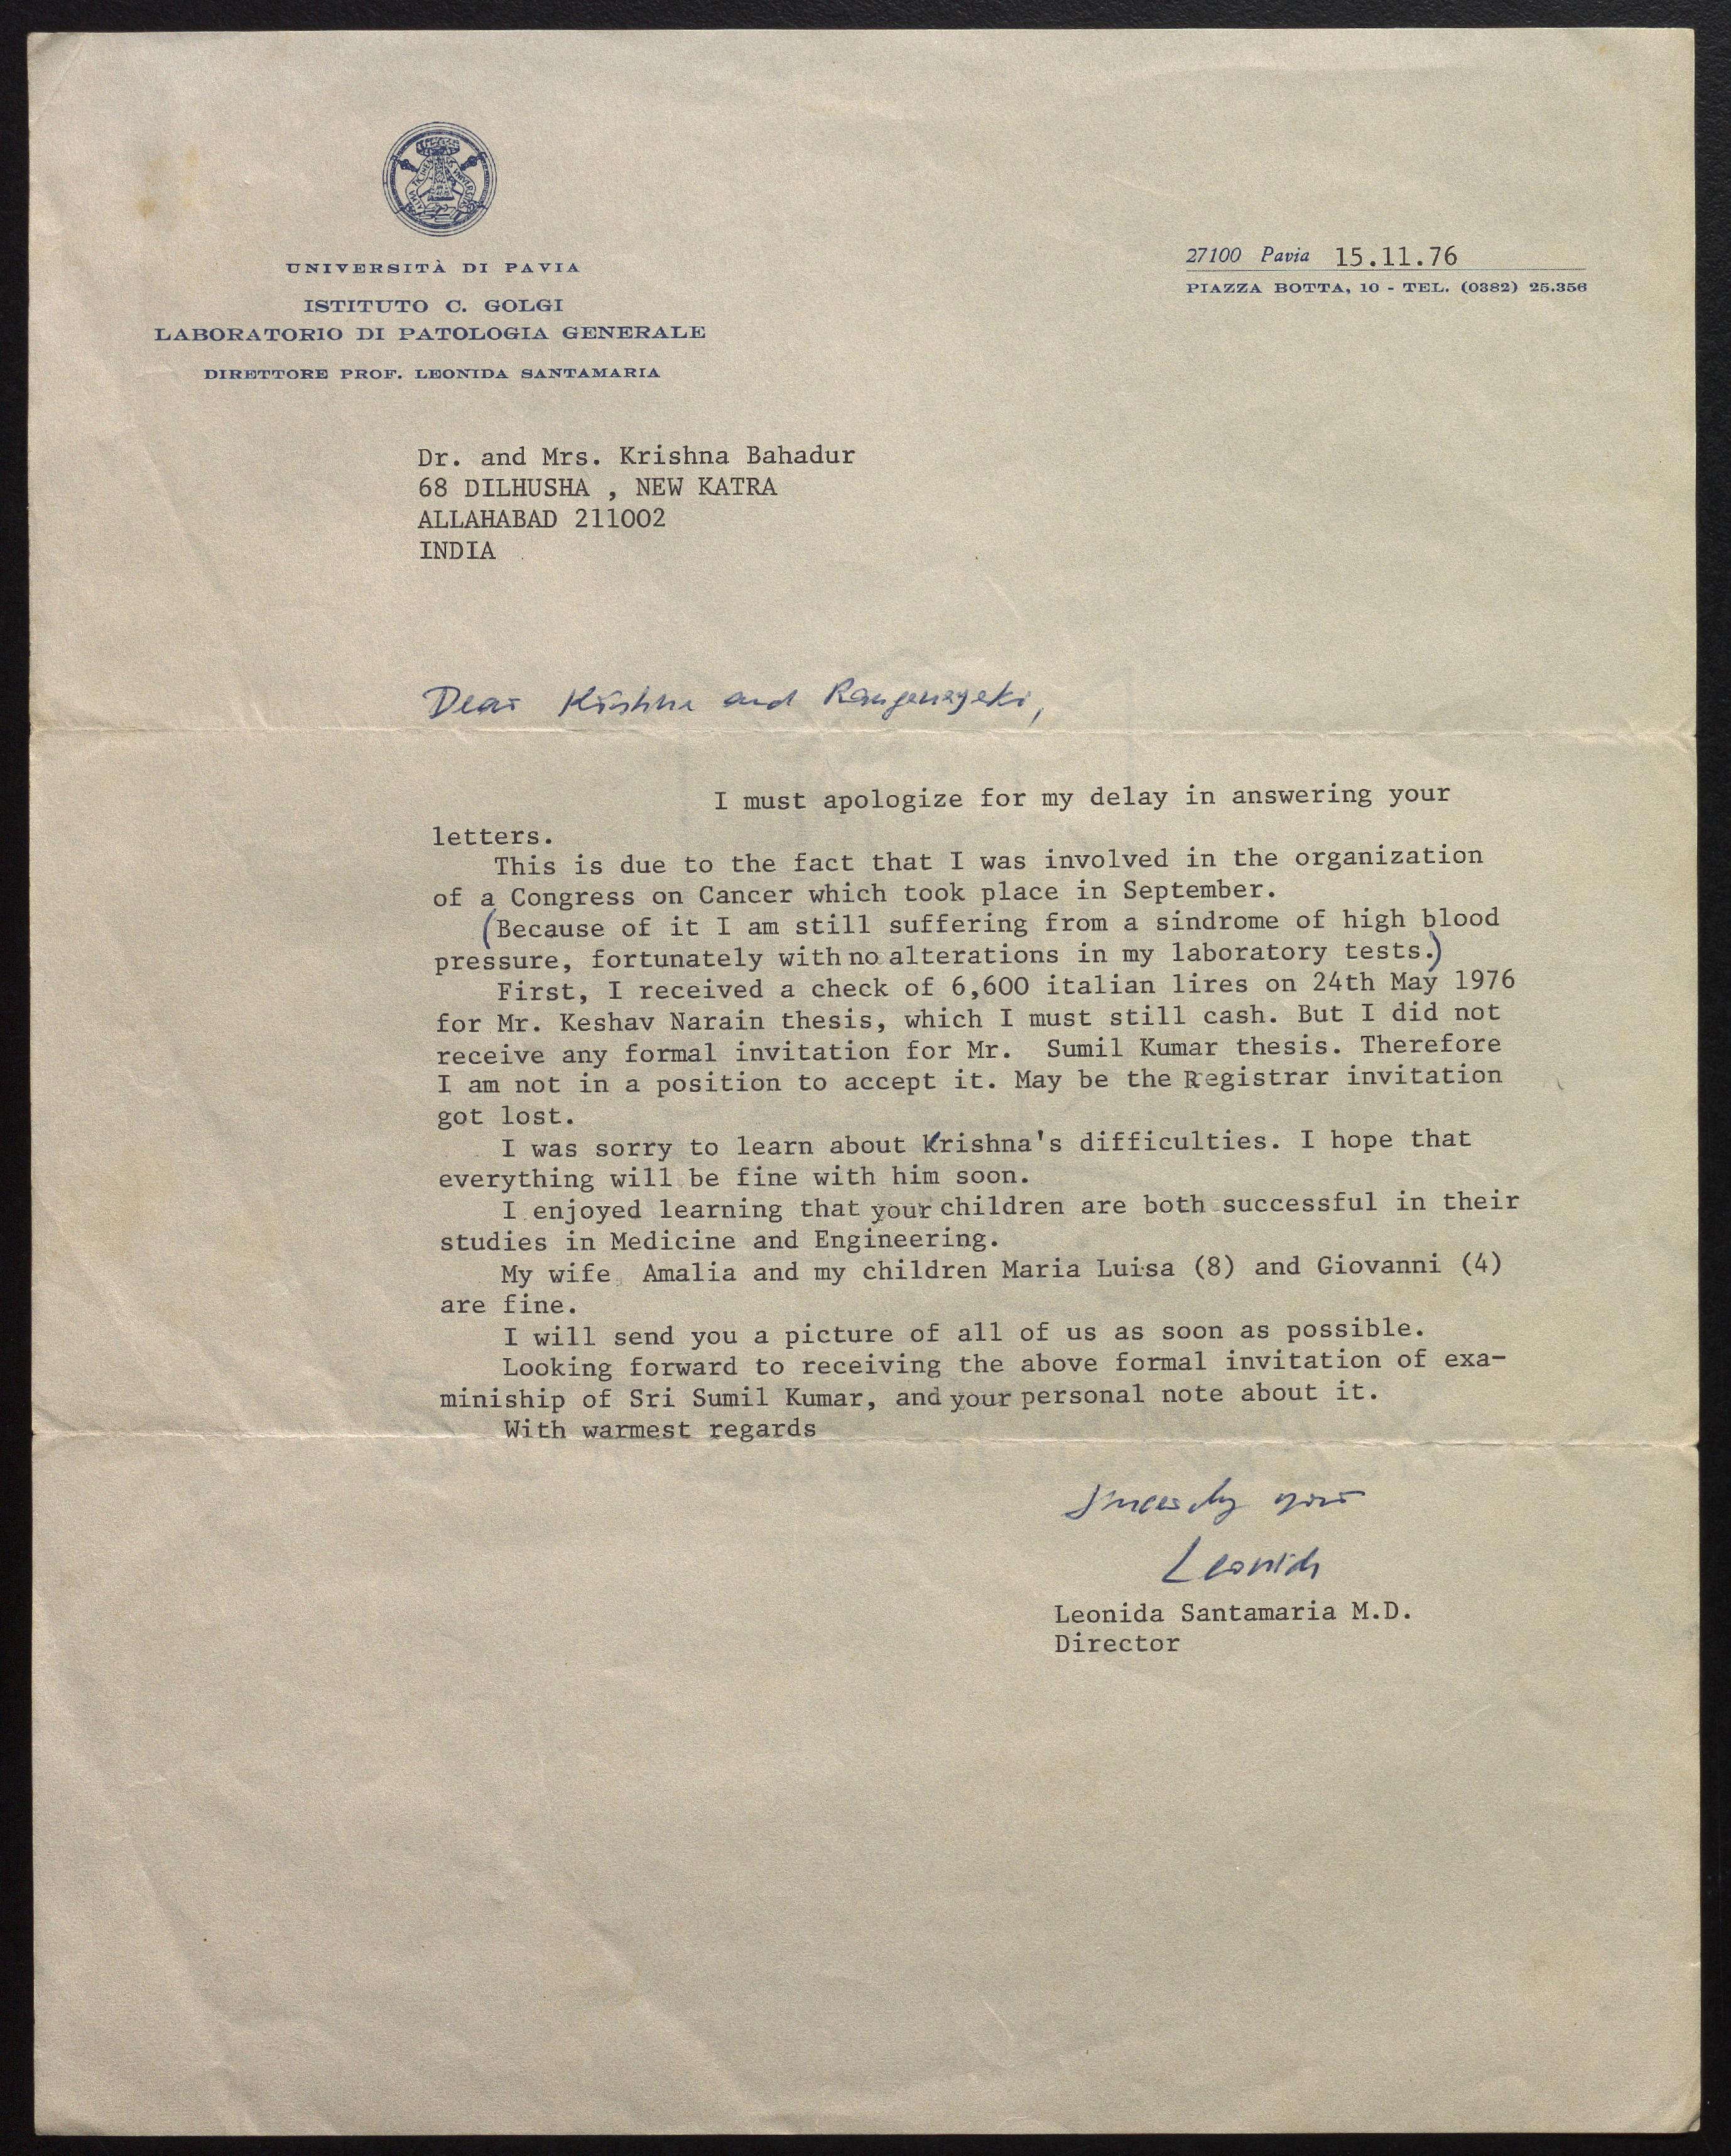 UNIVERSITÀ DI PAVIA
ISTITUTO C. GOLGI
LABORATORIO DI PATOLOGIA GENERALE
DIRETTORE PROF. LEONIDA SANTAMARIA
27100 Pavia 15.11.76
PIAZZA BOTTA, 10 - TEL. (0382) 25.356
Dr. and Mrs. Krishna Bahadur
68 DILHUSHA , NEW KATRA
ALLAHABAD 211002
INDIA
Dear Krishna and
I must apologize for my delay in answering your
letters.
This is due to the fact that I was involved in the organization
of a Congress on Cancer which took place in September.
(Because of it I am still suffering from a sindrome of high blood
pressure, fortunately with no alterations in my laboratory tests.)
First, I received a check of 6,600 italian lires on 24th May 1976
for Mr. Keshav Narain thesis, which I must still cash. But I did not
receive any formal invitation for Mr. Sumil Kumar thesis. Therefore
I am not in a position to accept it. May be the Registrar invitation
got lost.
I was sorry to learn about Krishna's difficulties. I hope that
everything will be fine with him soon.
I enjoyed learning that your children are both successful in their
studies in Medicine and Engineering.
My wife Amalia and my children Maria Luisa (8) and Giovanni (4)
are fine.
I will send you a picture of all of us as soon as possible.
Looking forward to receiving the above formal invitation of exa-
miniship of Sri Sumil Kumar, and your personal note about it.
With warmest regards
Sincerely yours
Leonida
Leonida Santamaria M.D.
Director